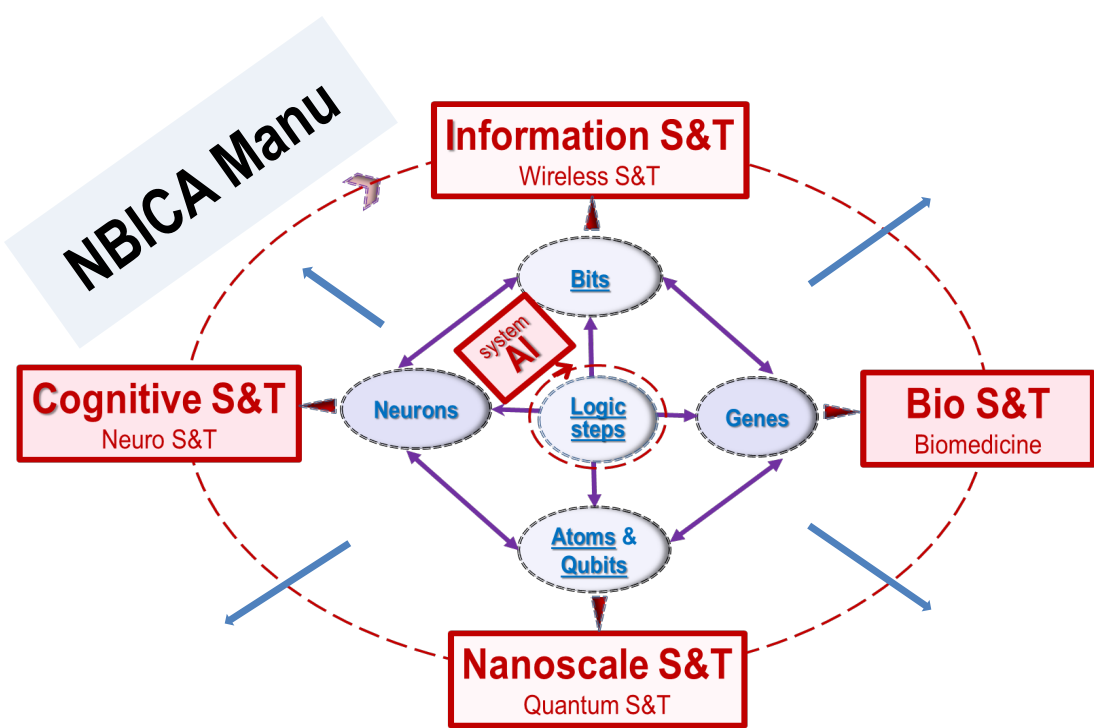 NBICA Manu
Information S&T
Wireless S&T
Bits
system
AI
Cognitive S&T
Neuro S&T
Neurons
Logic
steps
Genes
Bio S&T
Biomedicine
Atoms &
Qubits
Nanoscale S&T
Quantum S&T